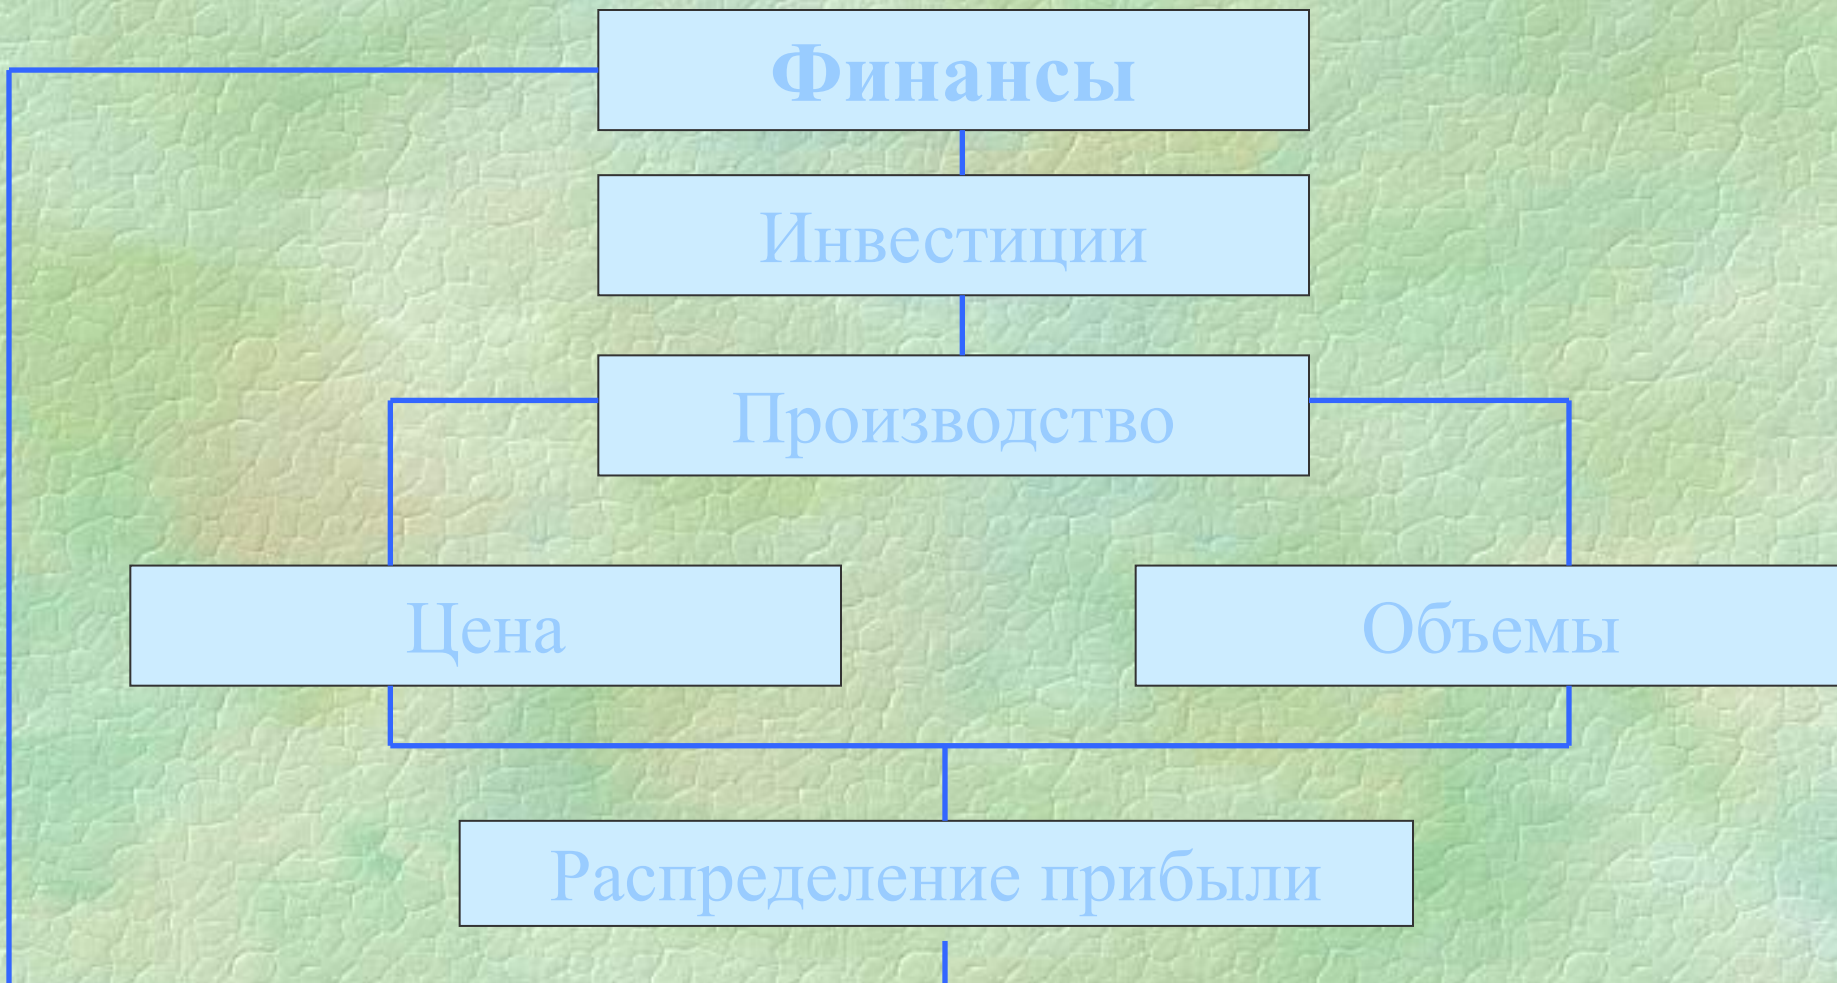 Финансы
Инвестиции
Производство
Цена
Объемы
Распределение прибыли